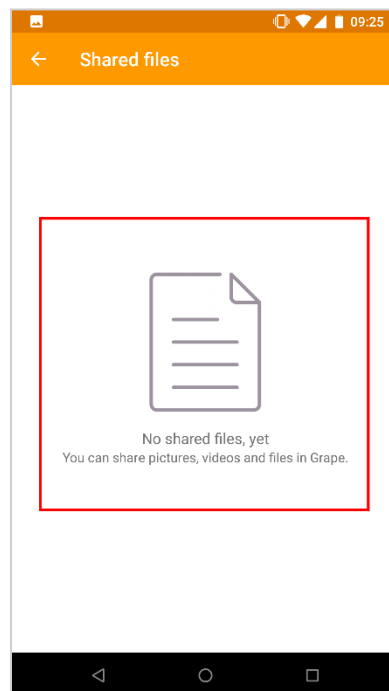 09:25
Shared files
No shared files, yet
You can share pictures, videos and files in Grape.